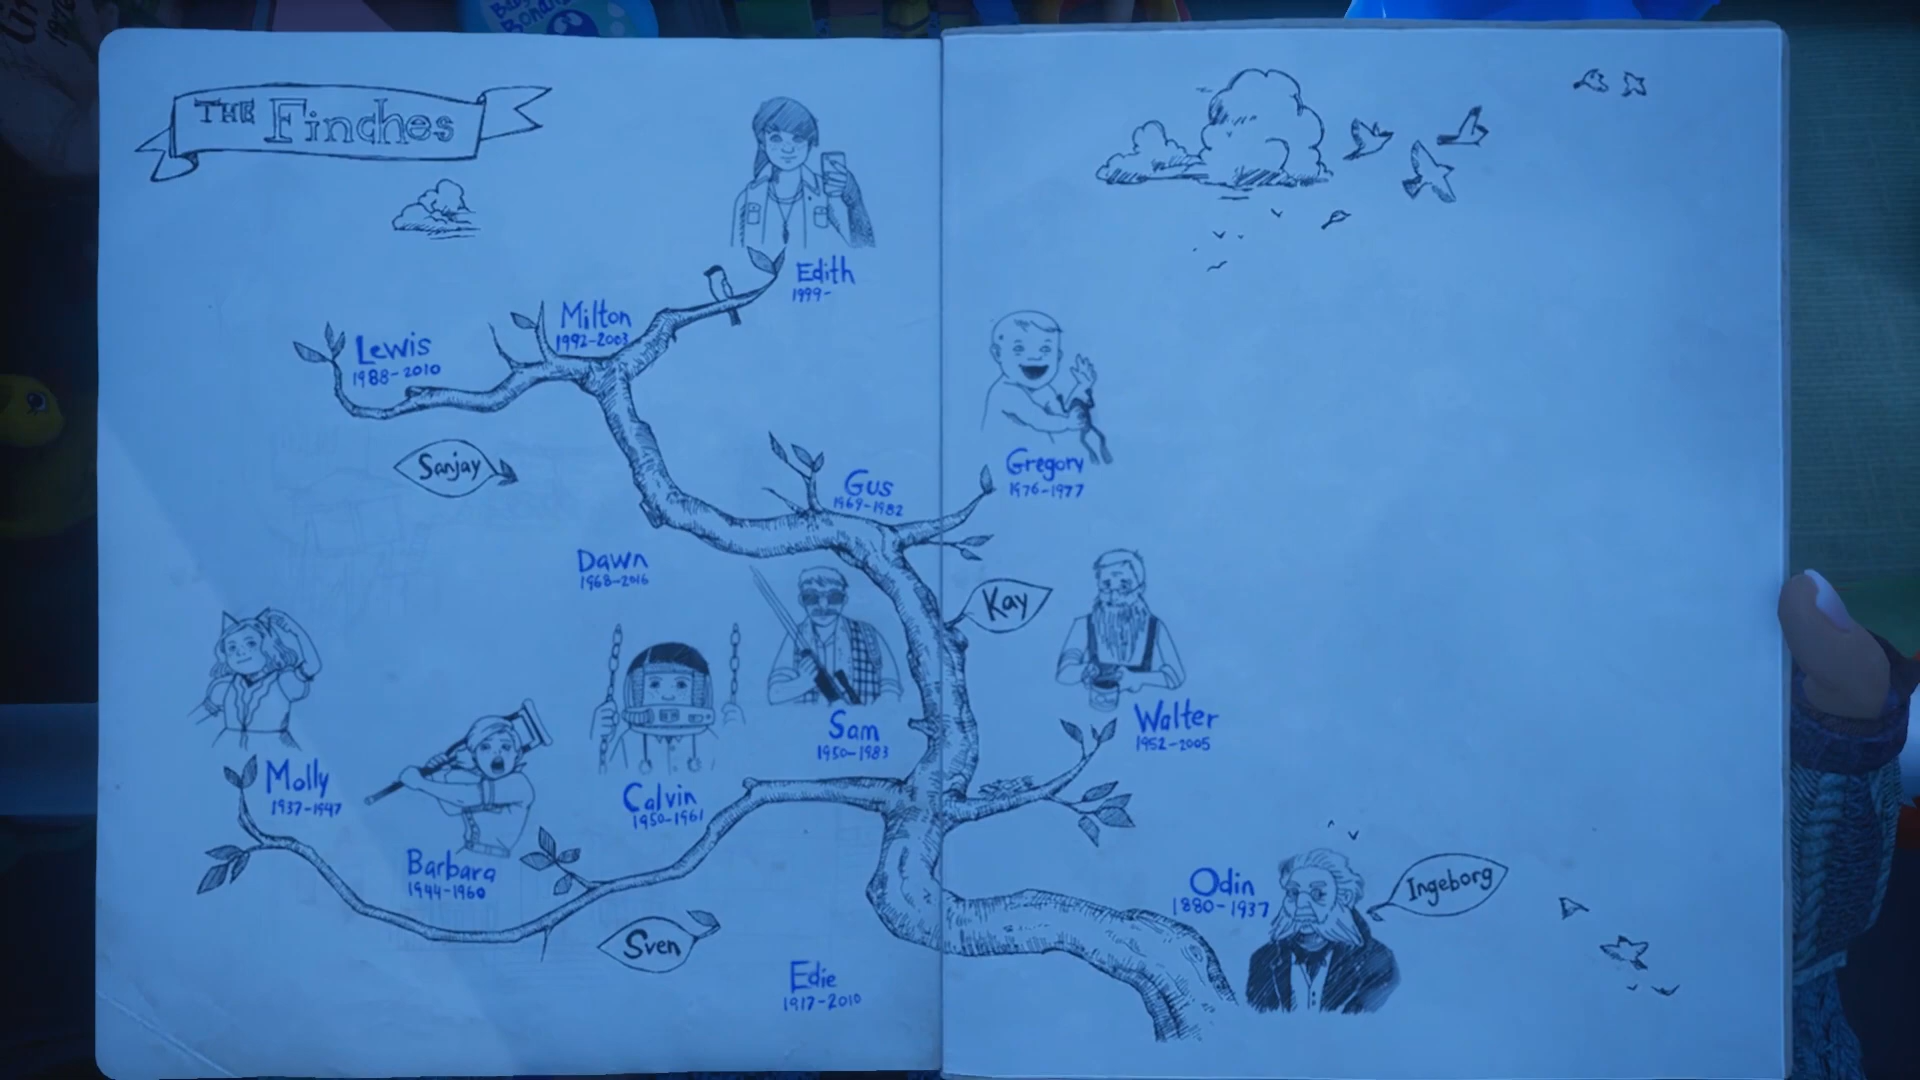 THE Finches
Edith
1999-
Milton
1992-2003
Lewis
1988-2010
Sanjay
Gregory
1976-1977
Gus
1969-1982
Dawn
1968-2016
Kay
Sam
1950-1983
Walter
1952-2005
Calvin
1950-1961
Molly
1937-1947
Barbara
1944-1960
Sven
Odin
1880-1937
Ingeborg
Edie
1917-2010